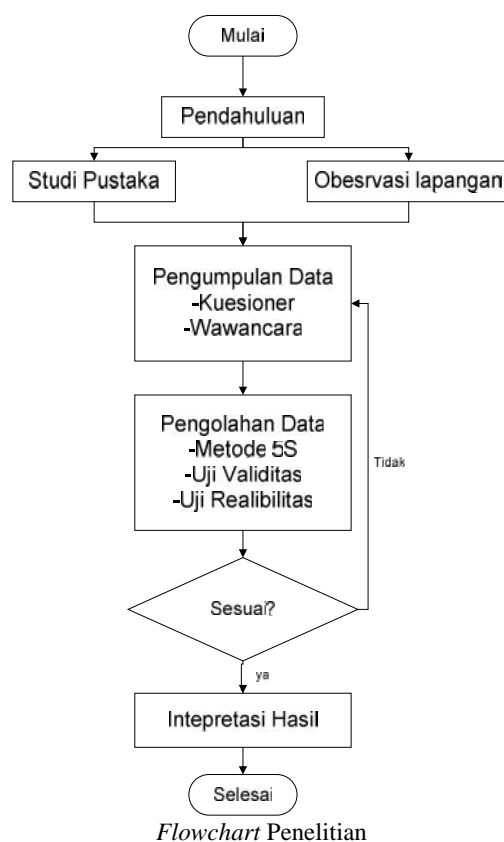 Mulai
Pendahuluan
Studi Pustaka
Obesrvasi lapangan
Pengumpulan Data
-Kuesioner
-Wawancara
Pengolahan Data
-Metode 5S
-Uji Validitas
-Uji Realibilitas
Tidak
Sesuai?
ya
Intepretasi Hasil
Selesai
Flowchart Penelitian